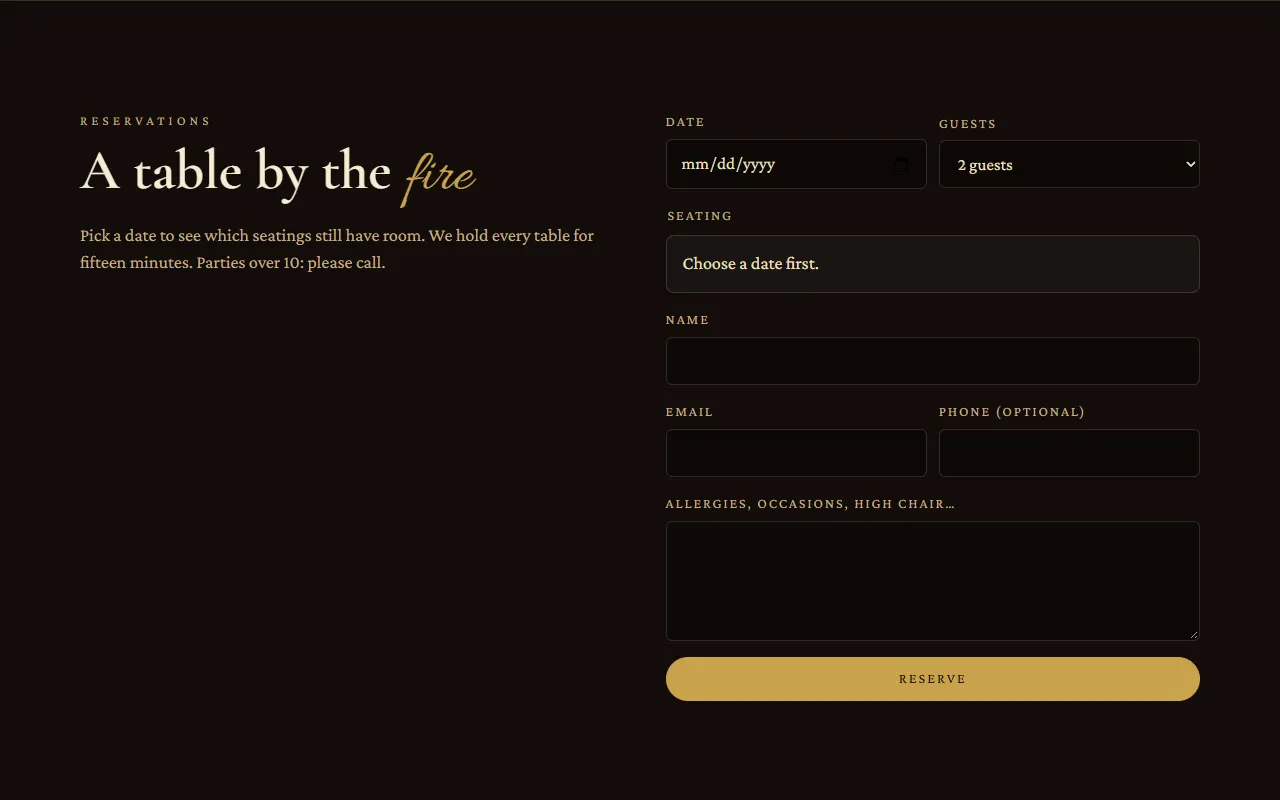 RESERVATIONS
A table by the fire
Pick a date to see which seatings still have room. We hold every table for
fifteen minutes. Parties over 10: please call.
DATE
mm/dd/yyyy
GUESTS
2 guests
SEATING
Choose a date first.
NAME
EMAIL
PHONE (OPTIONAL)
ALLERGIES, OCCASIONS, HIGH CHAIR…
RESERVE